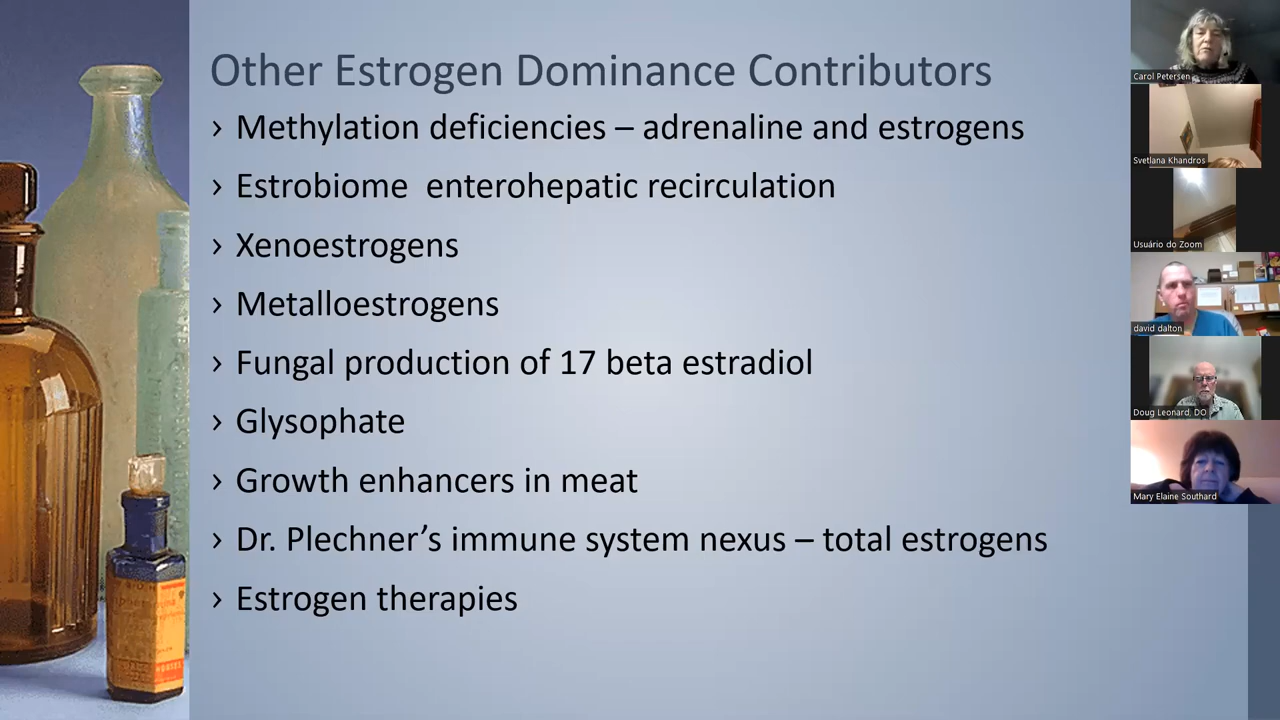 Other Estrogen Dominance Contributors
› Methylation deficiencies – adrenaline and estrogens
› Estrobiome  enterohepatic recirculation
› Xenoestrogens
› Metalloestrogens
› Fungal production of 17 beta estradiol
› Glysophate
› Growth enhancers in meat
› Dr. Plechner’s immune system nexus – total estrogens
› Estrogen therapies
Carol Petersen
Svetlana Khandros
Usuário do Zoom
david dalton
Doug Leonard, DO
Mary Elaine Southard